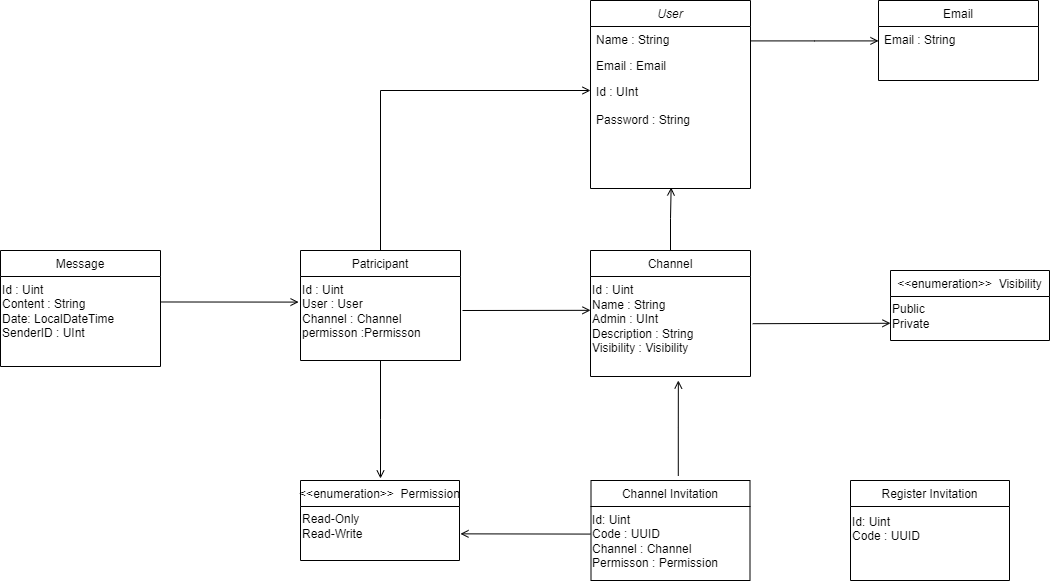 User
Name : String
Email : Email
Id : UInt
Password : String
Email
Email : String
Message
Id : Uint
Content : String
Date: LocalDateTime
SenderID : UInt
Patricipant
Id : Uint
User : User
Channel : Channel
permisson :Permisson
Channel
Id : Uint
Name : String
Admin : UInt
Description : String
Visibility : Visibility
<<enumeration>> Visibility
Public
Private
<<enumeration>> Permission
Read-Only
Read-Write
Channel Invitation
Id: Uint
Code : UUID
Channel : Channel
Permisson : Permission
Register Invitation
Id: Uint
Code : UUID